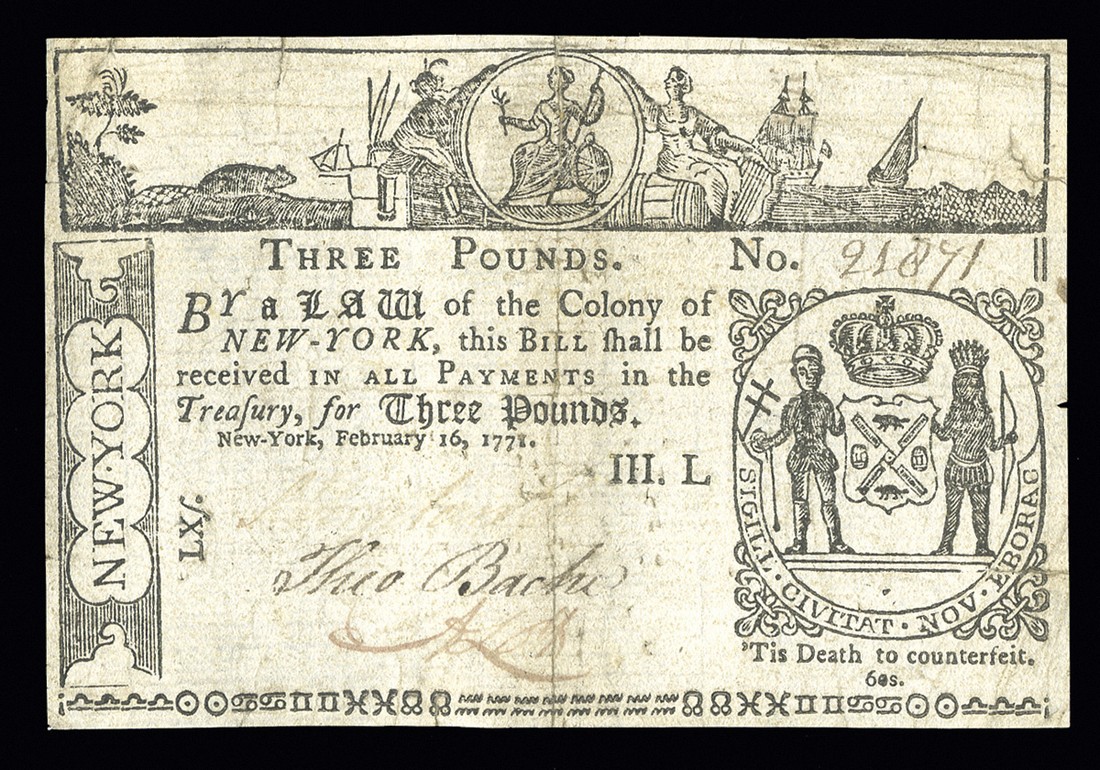 THREE POUNDS. No. 21871
BY a LAW of the Colony of
NEW-YORK, this BILL ſhall be
received IN ALL PAYMENTS in the
Treaſury, for Three Pounds.
New-York, February 16, 1771.
III. L
NEW·YORK
LXſ.
Theo Bache
SIGILL· CIVITAT· NOV· EBORAC
'Tis Death to counterfeit.
60s.